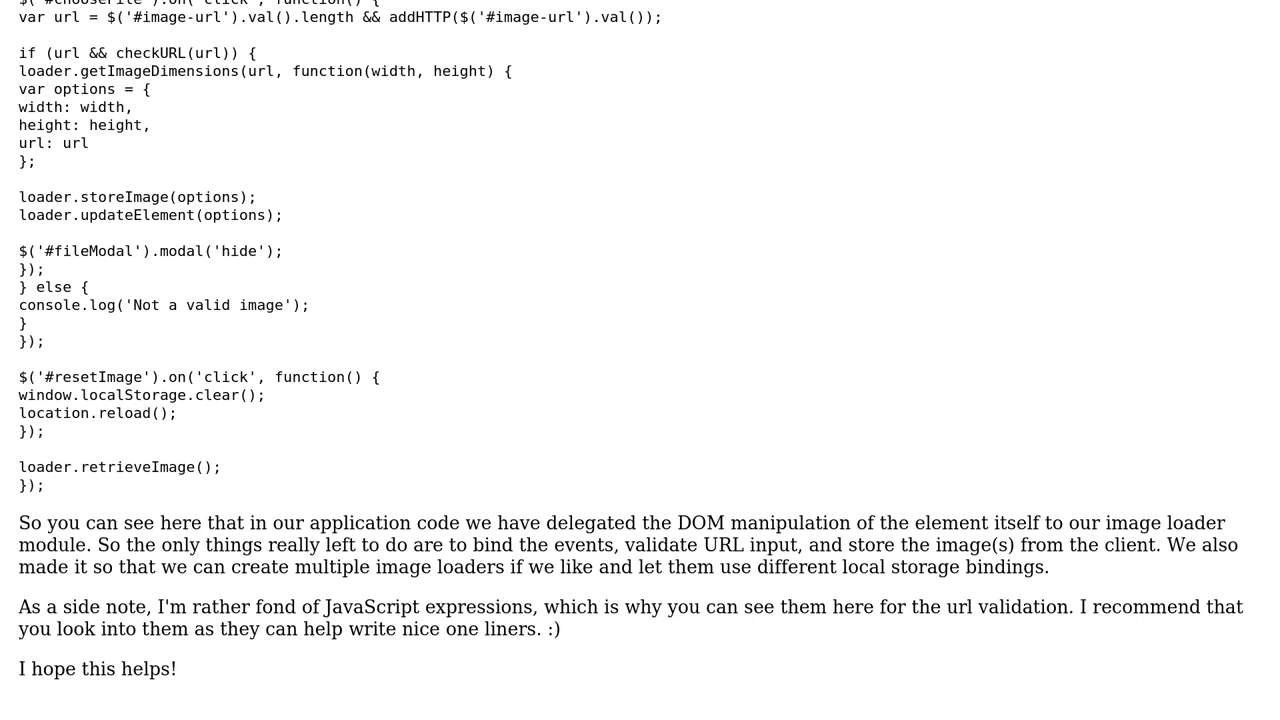 $('#chooseFile').on('click', function() {
var url = $('#image-url').val().length && addHTTP($('#image-url').val());
if (url && checkURL(url)) {
loader.getImageDimensions(url, function(width, height) {
var options = {
width: width,
height: height,
url: url
};
loader.storeImage(options);
loader.updateElement(options);
$('#fileModal').modal('hide');
});
} else {
console.log('Not a valid image');
}
});
$('#resetImage').on('click', function() {
window.localStorage.clear();
location.reload();
});
loader.retrieveImage();
});
So you can see here that in our application code we have delegated the DOM manipulation of the element itself to our image loader
module. So the only things really left to do are to bind the events, validate URL input, and store the image(s) from the client. We also
made it so that we can create multiple image loaders if we like and let them use different local storage bindings.
As a side note, I'm rather fond of JavaScript expressions, which is why you can see them here for the url validation. I recommend that
you look into them as they can help write nice one liners. :)
I hope this helps!